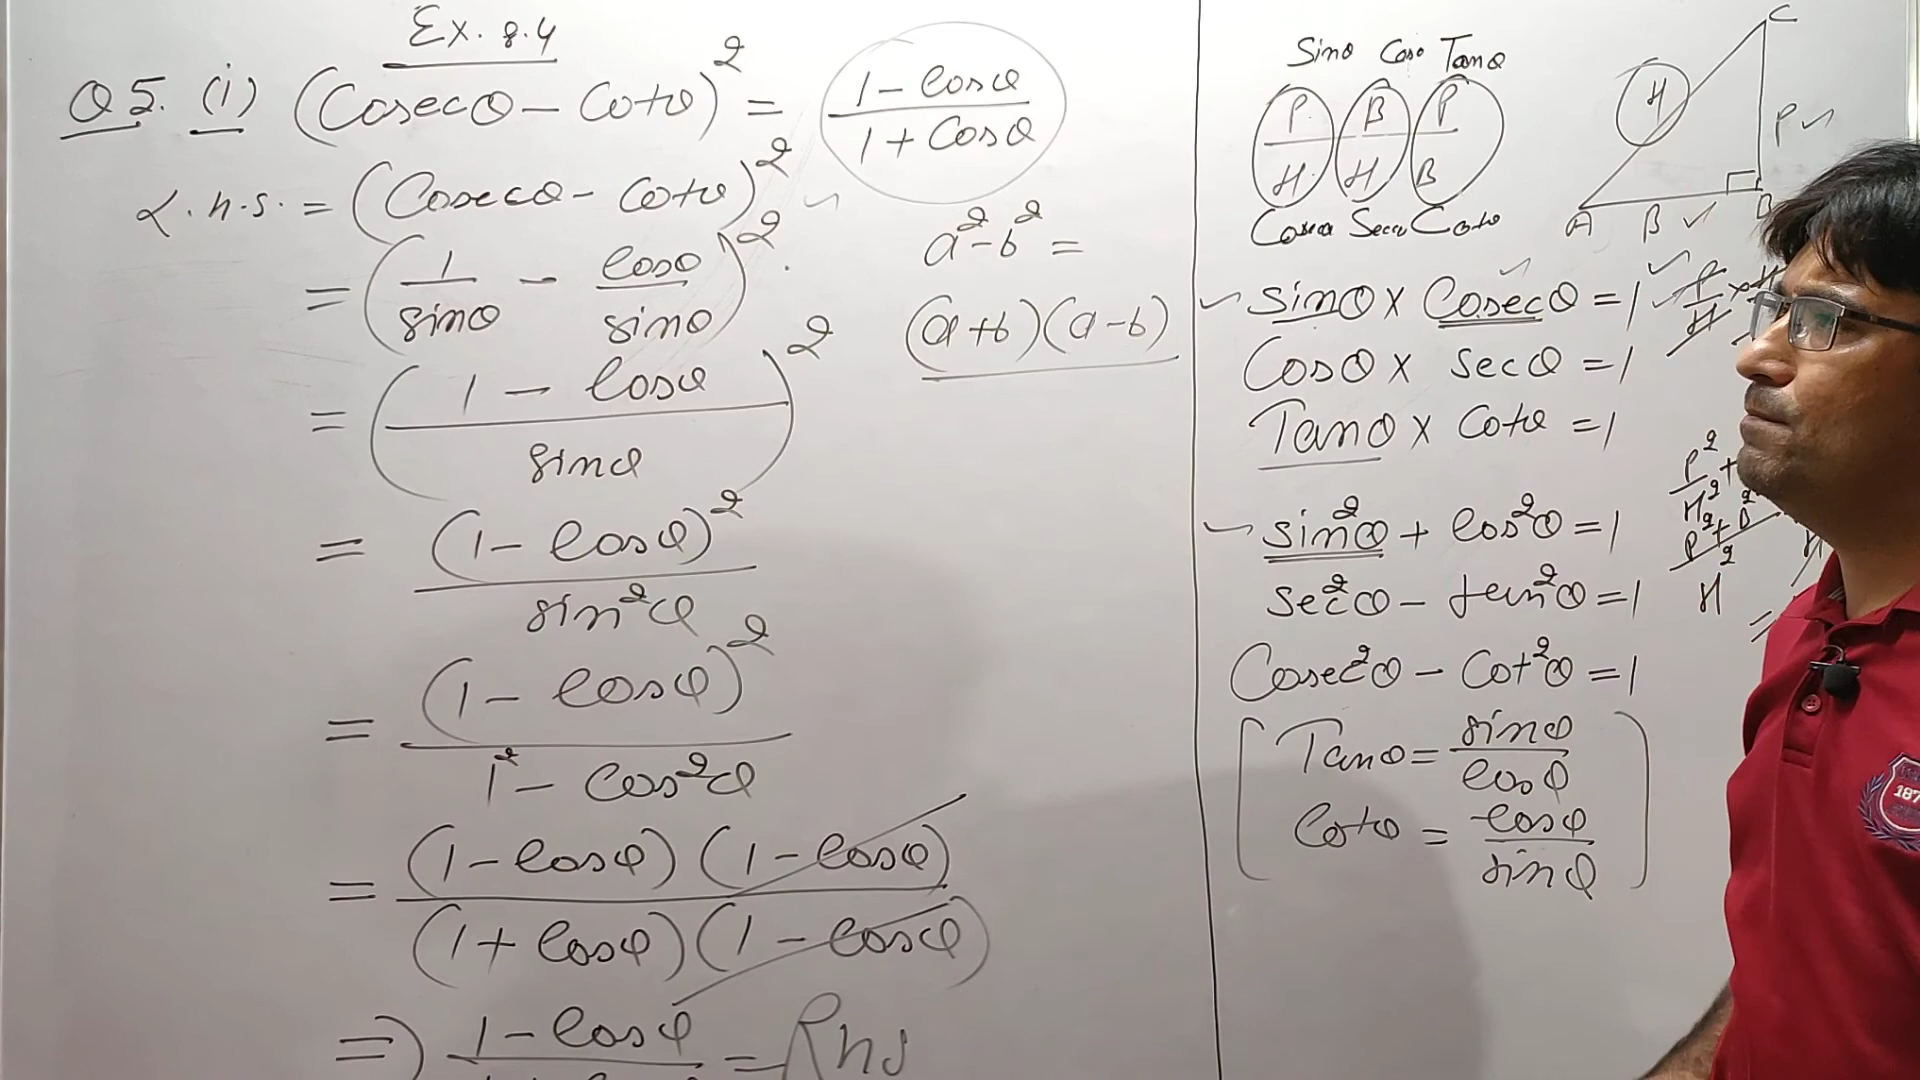 Ex. 8.4
Q 5. (i) (Cosecθ – Cotθ)² = 1 – Cosθ / 1 + Cosθ
L.H.S. = (Cosecθ – Cotθ)²
= (1/sinθ – Cosθ/sinθ)²
= (1 – Cosθ / sinθ)²
= (1 – Cosθ)² / sin²θ
= (1 – Cosθ)² / 1² – Cos²θ
= (1 – Cosθ) (1 – Cosθ) / (1 + Cosθ) (1 – Cosθ)
=> 1 – Cosθ = RHS
a² – b² =
(a+b)(a–b)
Sinθ Cosθ Tanθ
P B P
H H B
Cosecθ Secθ Cotθ
C
H
P
A B B
sinθ × Cosecθ = 1
Cosθ × secθ = 1
Tanθ × Cotθ = 1
sin²θ + Cos²θ = 1
sec²θ – tan²θ = 1
Cosec²θ – Cot²θ = 1
Tanθ = sinθ / Cosθ
Cotθ = Cosθ / sinθ
P/H ×
P²/H² +
P² + B²
H²
187